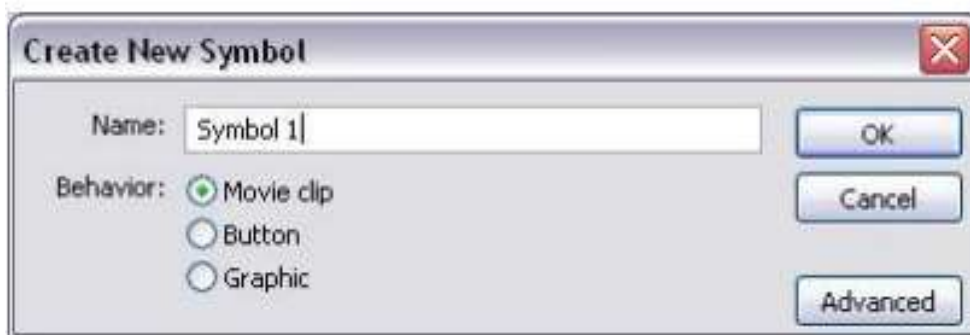 Create New Symbol
Name: Symbol 1 OK
Behavior: Movie clip Cancel
Button
Graphic
Advanced